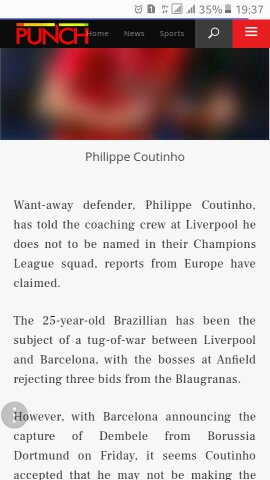 35% 19:37
PUNCH Home News Sports
Philippe Coutinho
Want-away defender, Philippe Coutinho,
has told the coaching crew at Liverpool he
does not to be named in their Champions
League squad, reports from Europe have
claimed.
The 25-year-old Brazillian has been the
subject of a tug-of-war between Liverpool
and Barcelona, with the bosses at Anfield
rejecting three bids from the Blaugranas.
However, with Barcelona announcing the
capture of Dembele from Borussia
Dortmund on Friday, it seems Coutinho
accepted that he may not be making the